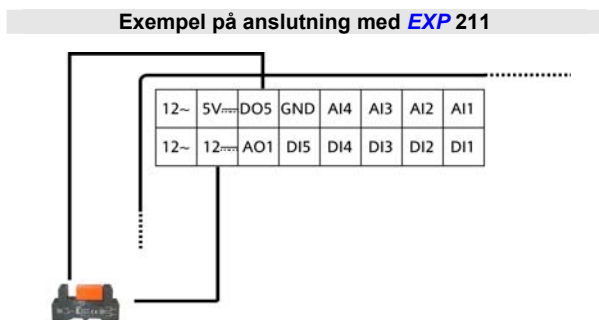 Exempel på anslutning med EXP 211
12~ 5V⎓ DO5 GND AI4 AI3 AI2 AI1
12~ 12⎓ AO1 DI5 DI4 DI3 DI2 DI1